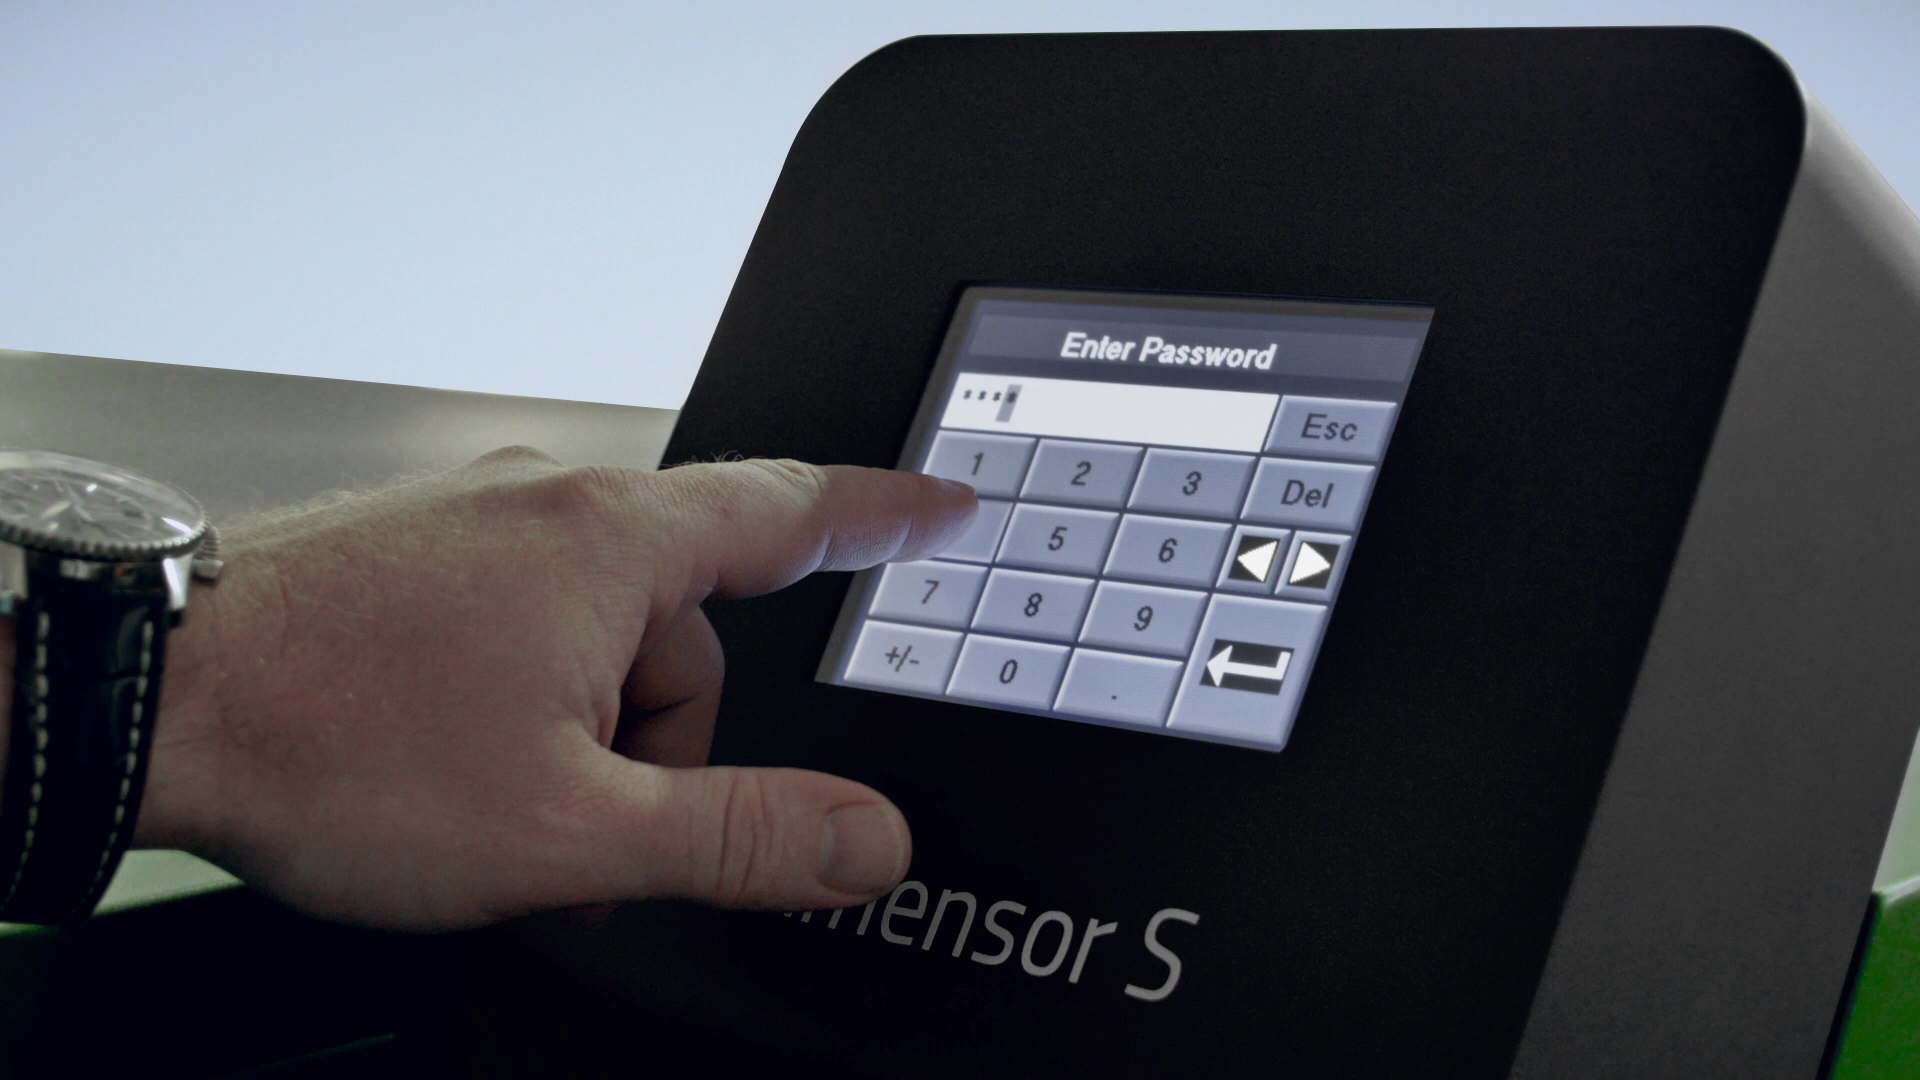 Enter Password
****
Esc
1 2 3 Del
5 6
7 8 9
+/- 0 .
mensor S